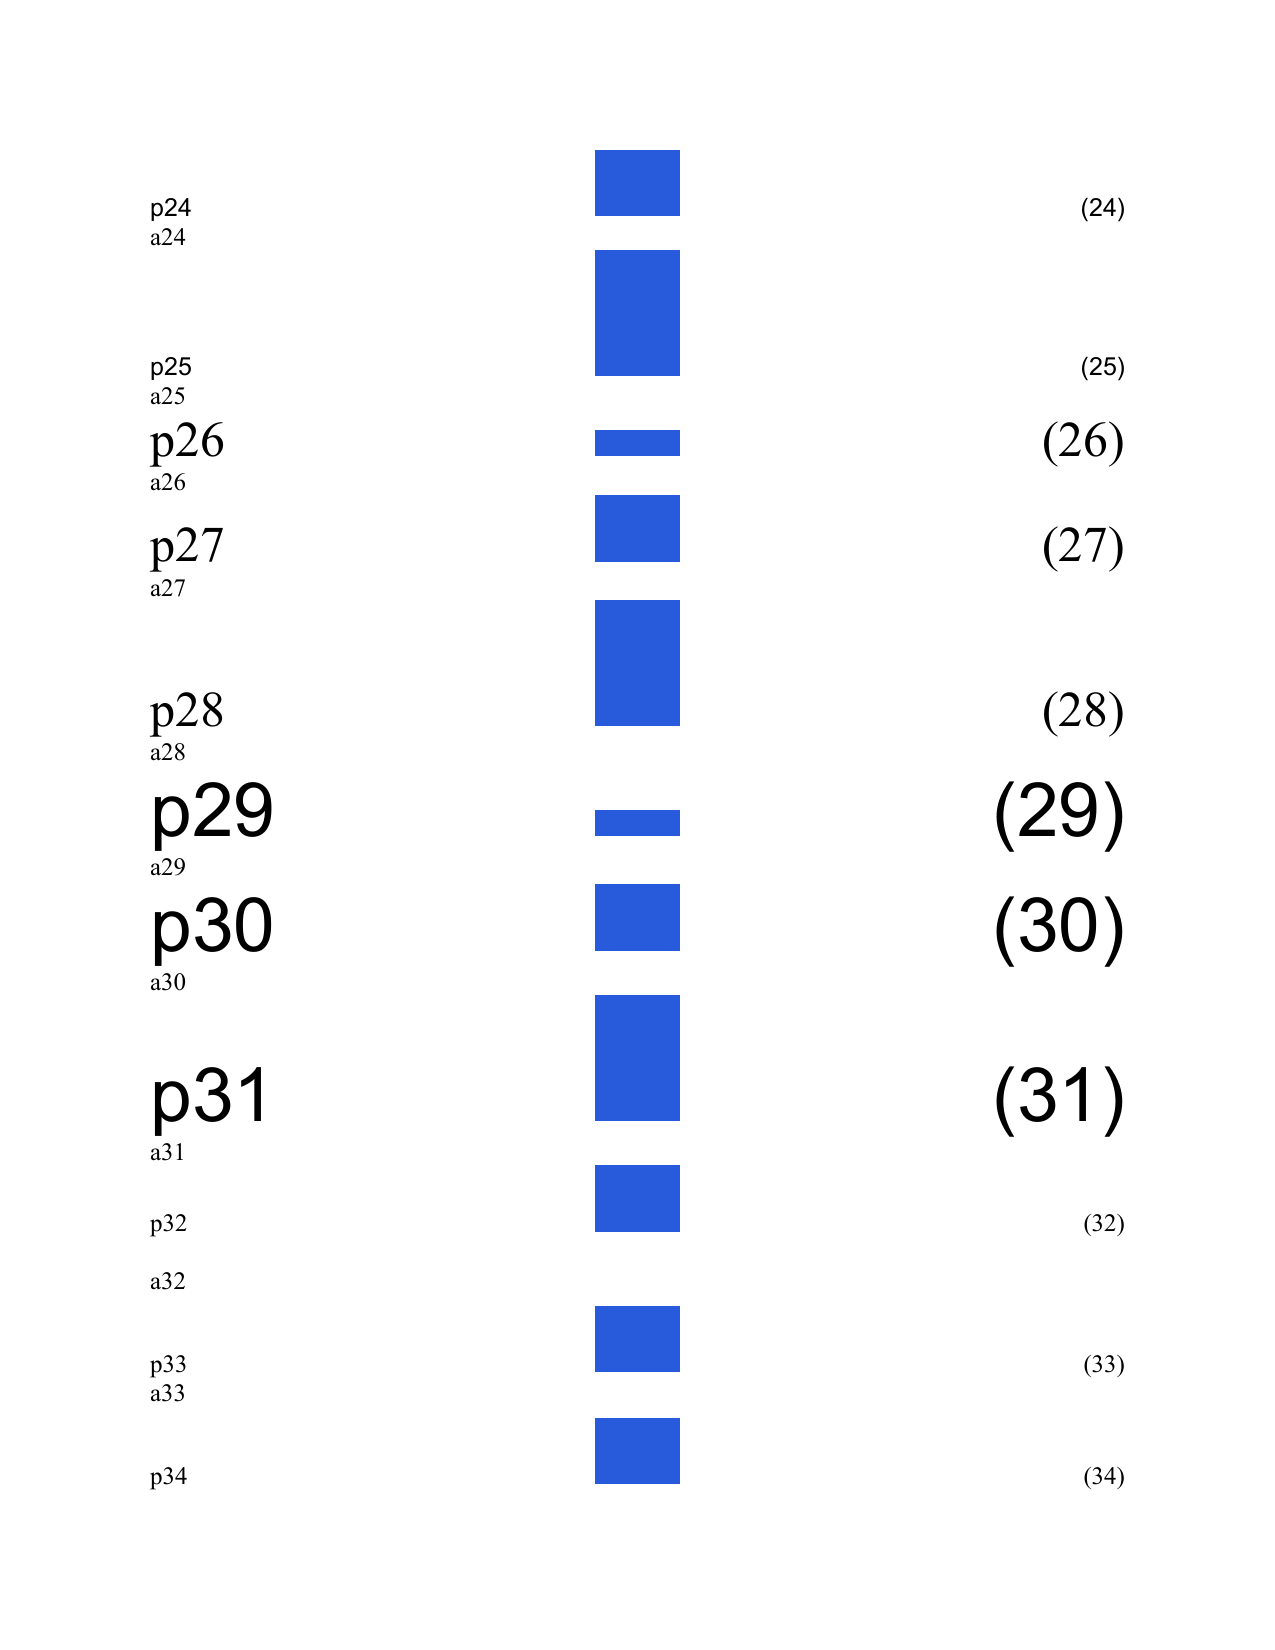 p24 (24)
a24
p25 (25)
a25
p26 (26)
a26
p27 (27)
a27
p28 (28)
a28
p29 (29)
a29
p30 (30)
a30
p31 (31)
a31
p32 (32)
a32
p33 (33)
a33
p34 (34)